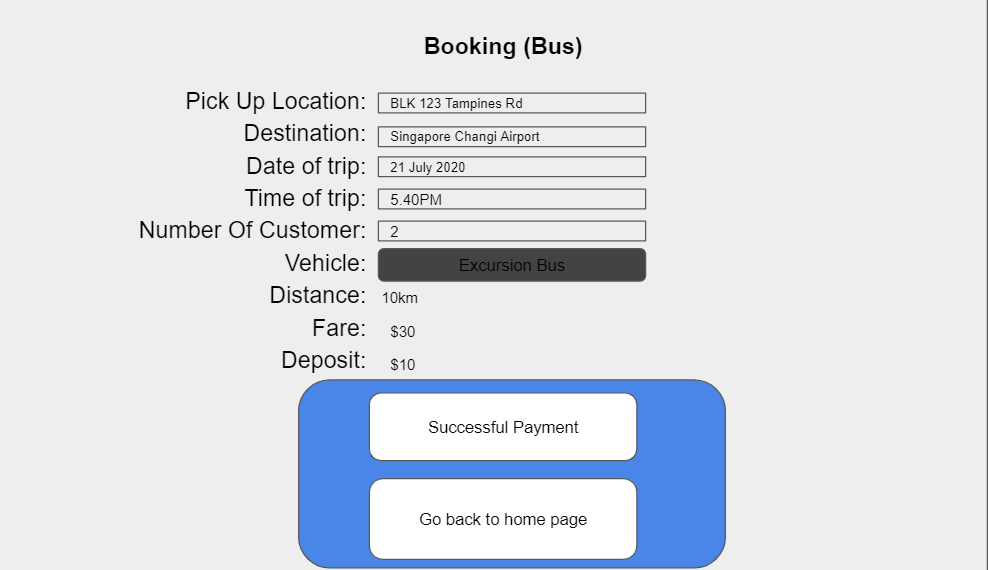 Booking (Bus)
Pick Up Location: BLK 123 Tampines Rd
Destination: Singapore Changi Airport
Date of trip: 21 July 2020
Time of trip: 5.40PM
Number Of Customer: 2
Vehicle: Excursion Bus
Distance: 10km
Fare: $30
Deposit: $10
Successful Payment
Go back to home page